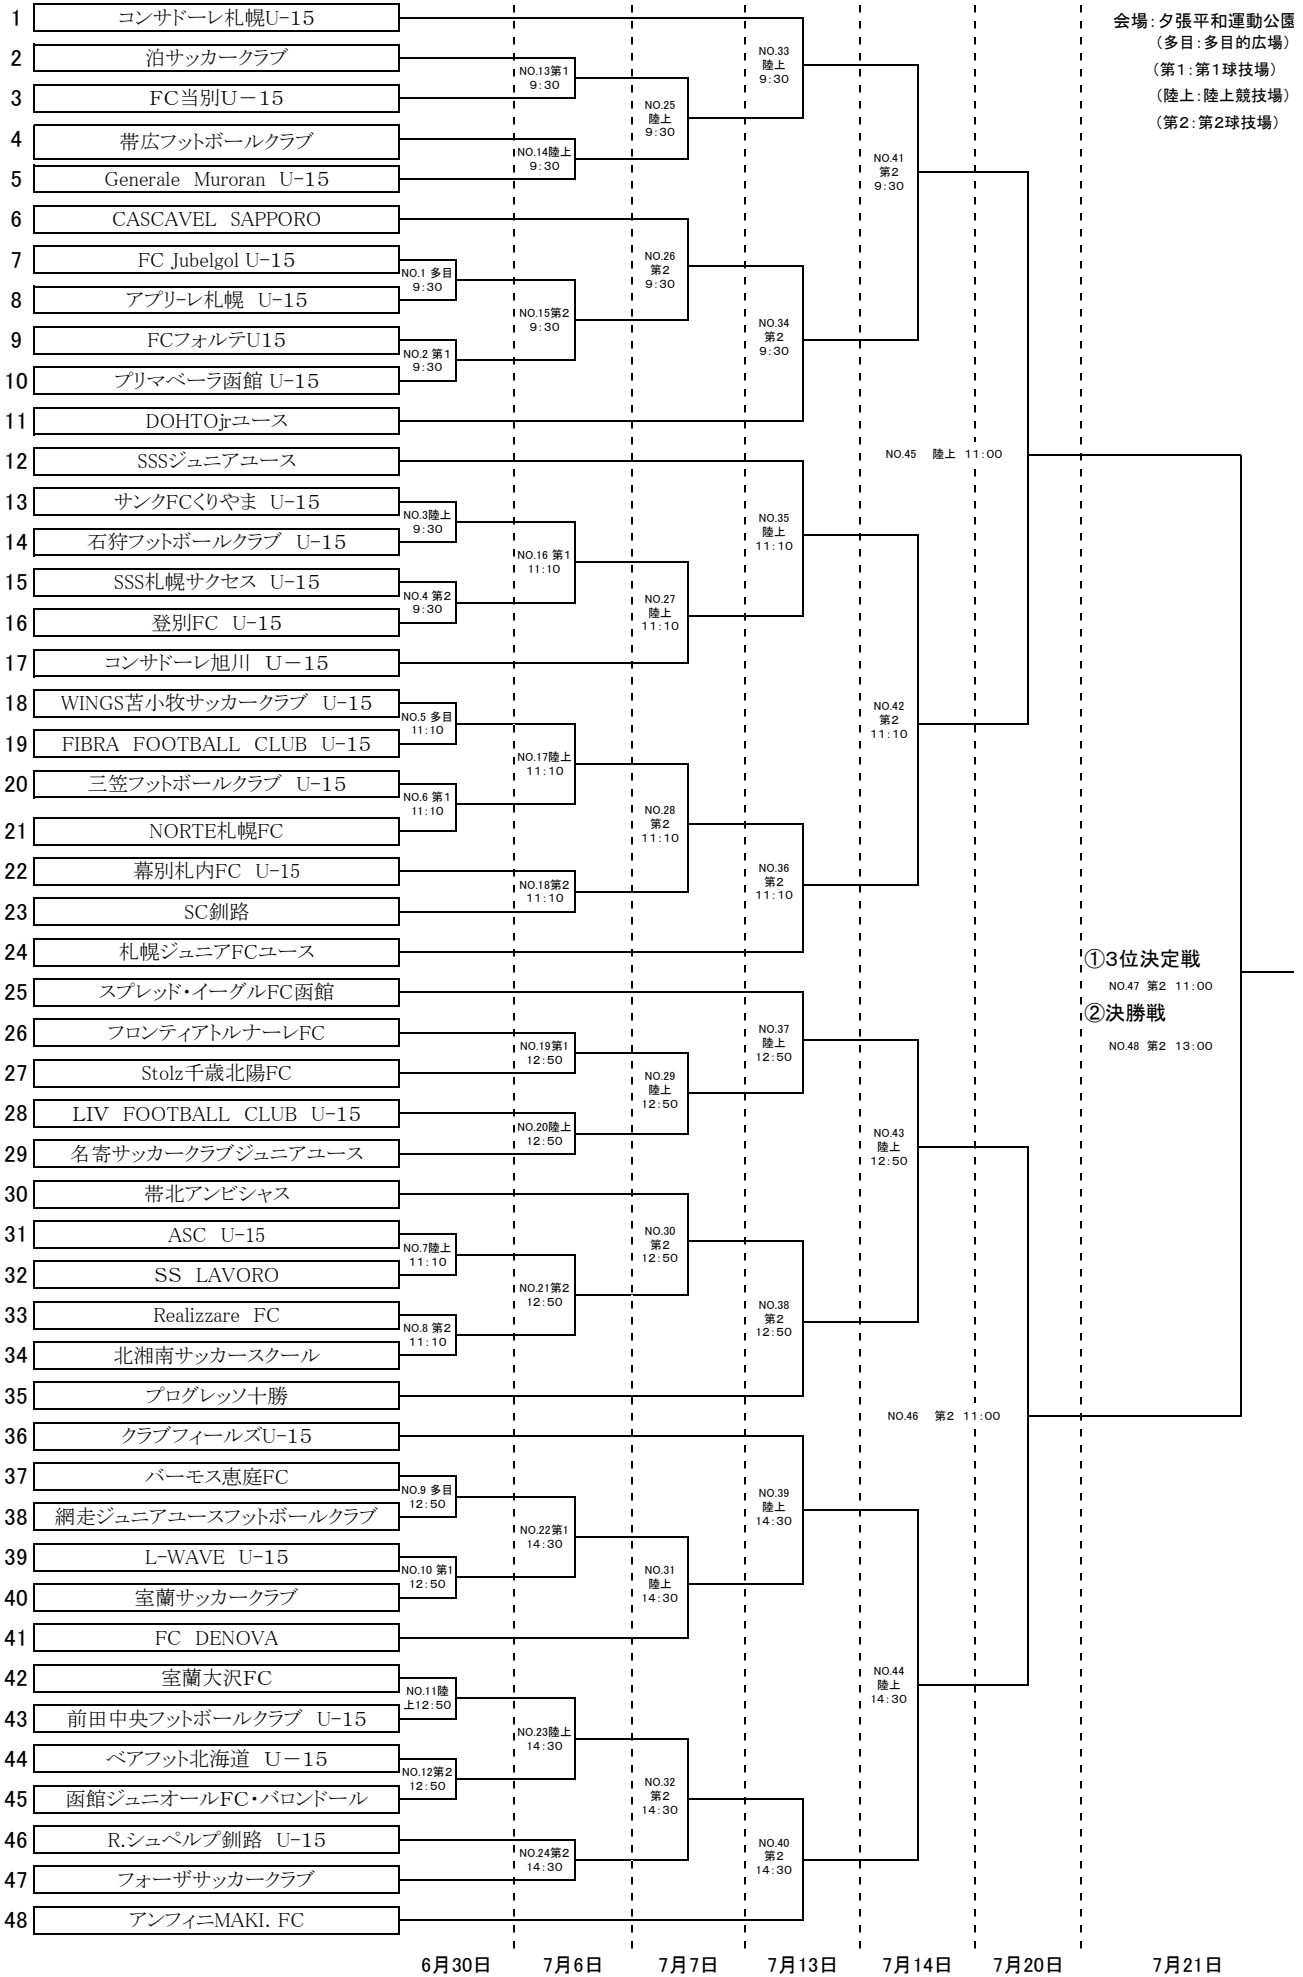 会場：夕張平和運動公園
（多目：多目的広場）
（第1：第1球技場）
（陸上：陸上競技場）
（第2：第2球技場）
1 コンサドーレ札幌U-15
2 泊サッカークラブ
3 FC当別U－15
4 帯広フットボールクラブ
5 Generale Muroran U-15
6 CASCAVEL SAPPORO
7 FC Jubelgol U-15
8 アプリーレ札幌 U-15
9 FCフォルテU15
10 プリマベーラ函館 U-15
11 DOHTOjrユース
12 SSSジュニアユース
13 サンクFCくりやま U-15
14 石狩フットボールクラブ U-15
15 SSS札幌サクセス U-15
16 登別FC U-15
17 コンサドーレ旭川 U－15
18 WINGS苫小牧サッカークラブ U-15
19 FIBRA FOOTBALL CLUB U-15
20 三笠フットボールクラブ U-15
21 NORTE札幌FC
22 幕別札内FC U-15
23 SC釧路
24 札幌ジュニアFCユース
25 スプレッド・イーグルFC函館
26 フロンティアトルナーレFC
27 Stolz千歳北陽FC
28 LIV FOOTBALL CLUB U-15
29 名寄サッカークラブジュニアユース
30 帯北アンビシャス
31 ASC U-15
32 SS LAVORO
33 Realizzare FC
34 北湘南サッカースクール
35 プログレッソ十勝
36 クラブフィールズU-15
37 バーモス恵庭FC
38 網走ジュニアユースフットボールクラブ
39 L-WAVE U-15
40 室蘭サッカークラブ
41 FC DENOVA
42 室蘭大沢FC
43 前田中央フットボールクラブ U-15
44 ベアフット北海道 U－15
45 函館ジュニオールFC・バロンドール
46 R.シュペルプ釧路 U-15
47 フォーザサッカークラブ
48 アンフィニMAKI. FC
NO.1 多目
9:30
NO.2 第1
9:30
NO.3陸上
9:30
NO.4 第2
9:30
NO.5 多目
11:10
NO.6 第1
11:10
NO.7陸上
11:10
NO.8 第2
11:10
NO.9 多目
12:50
NO.10 第1
12:50
NO.11陸
上12:50
NO.12第2
12:50
NO.13第1
9:30
NO.14陸上
9:30
NO.15第2
9:30
NO.16 第1
11:10
NO.17陸上
11:10
NO.18第2
11:10
NO.19第1
12:50
NO.20陸上
12:50
NO.21第2
12:50
NO.22第1
14:30
NO.23陸上
14:30
NO.24第2
14:30
NO.25
陸上
9:30
NO.26
第2
9:30
NO.27
陸上
11:10
NO.28
第2
11:10
NO.29
陸上
12:50
NO.30
第2
12:50
NO.31
陸上
14:30
NO.32
第2
14:30
NO.33
陸上
9:30
NO.34
第2
9:30
NO.35
陸上
11:10
NO.36
第2
11:10
NO.37
陸上
12:50
NO.38
第2
12:50
NO.39
陸上
14:30
NO.40
第2
14:30
NO.41
第2
9:30
NO.42
第2
11:10
NO.43
陸上
12:50
NO.44
陸上
14:30
NO.45 陸上 11:00
NO.46 第2 11:00
①3位決定戦
NO.47 第2 11:00
②決勝戦
NO.48 第2 13:00
6月30日 7月6日 7月7日 7月13日 7月14日 7月20日 7月21日